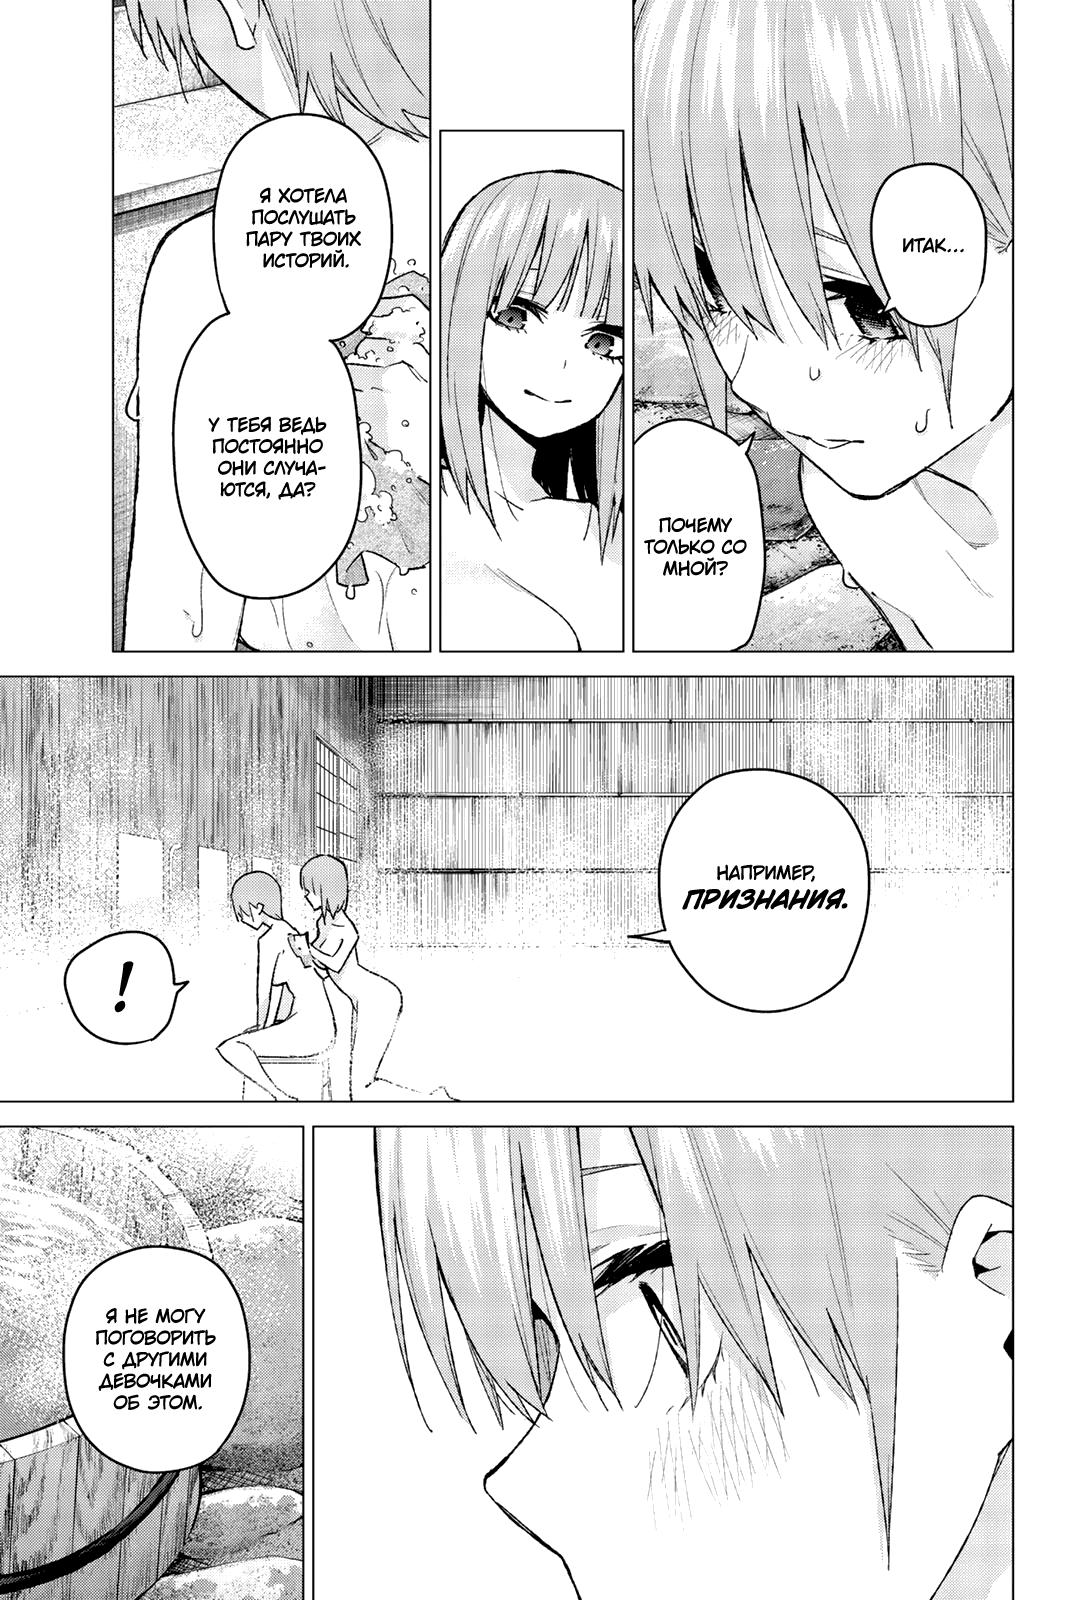 ИТАК...
ПОЧЕМУ
ТОЛЬКО СО
МНОЙ?
Я ХОТЕЛА
ПОСЛУШАТЬ
ПАРУ ТВОИХ
ИСТОРИЙ.
У ТЕБЯ ВЕДЬ
ПОСТОЯННО
ОНИ СЛУЧА-
ЮТСЯ, ДА?
НАПРИМЕР,
ПРИЗНАНИЯ.
!
Я НЕ МОГУ
ПОГОВОРИТЬ
С ДРУГИМИ
ДЕВОЧКАМИ
ОБ ЭТОМ.